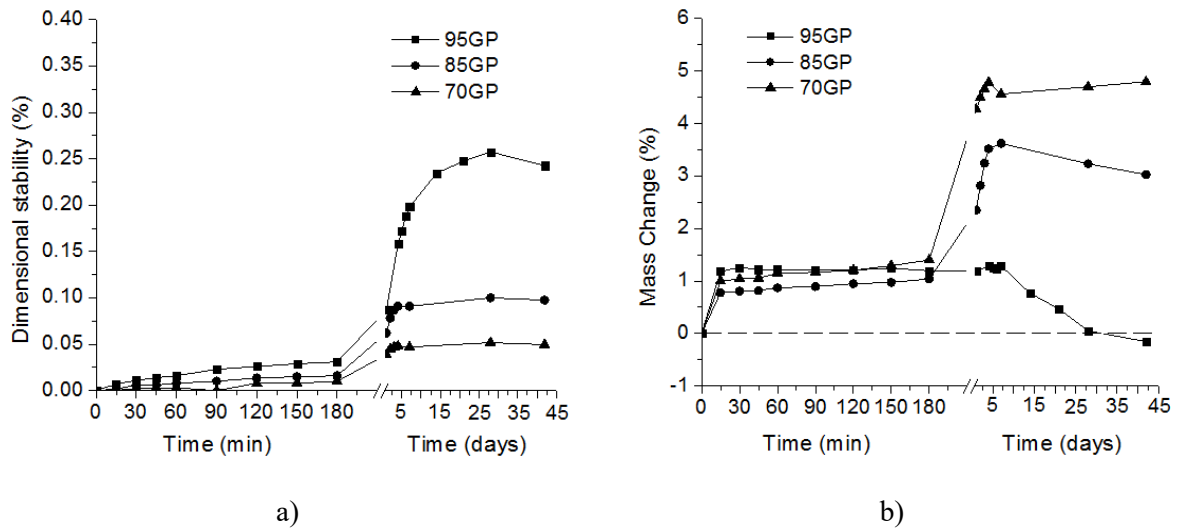 0.40
0.35
0.30
0.25
0.20
0.15
0.10
0.05
0.00
Dimensional stability (%)
95GP
85GP
70GP
0 30 60 90 120 150 180 5 15 25 35 45
Time (min) Time (days)
a)
6
5
4
3
2
1
0
-1
Mass Change (%)
95GP
85GP
70GP
0 30 60 90 120 150 180 5 15 25 35 45
Time (min) Time (days)
b)